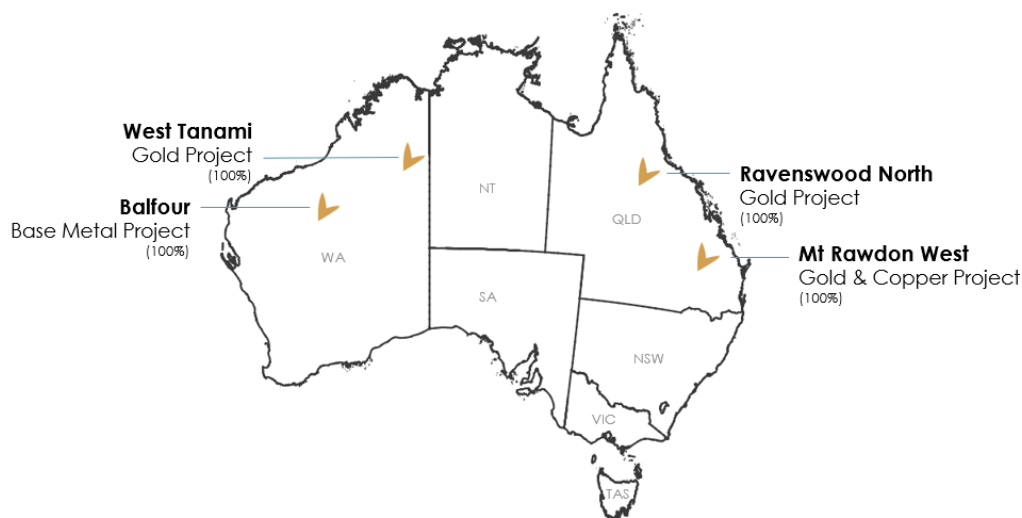 West Tanami
Gold Project
(100%)
Balfour
Base Metal Project
(100%)
Ravenswood North
Gold Project
(100%)
Mt Rawdon West
Gold & Copper Project
(100%)
NT
QLD
WA
SA
NSW
VIC
TAS